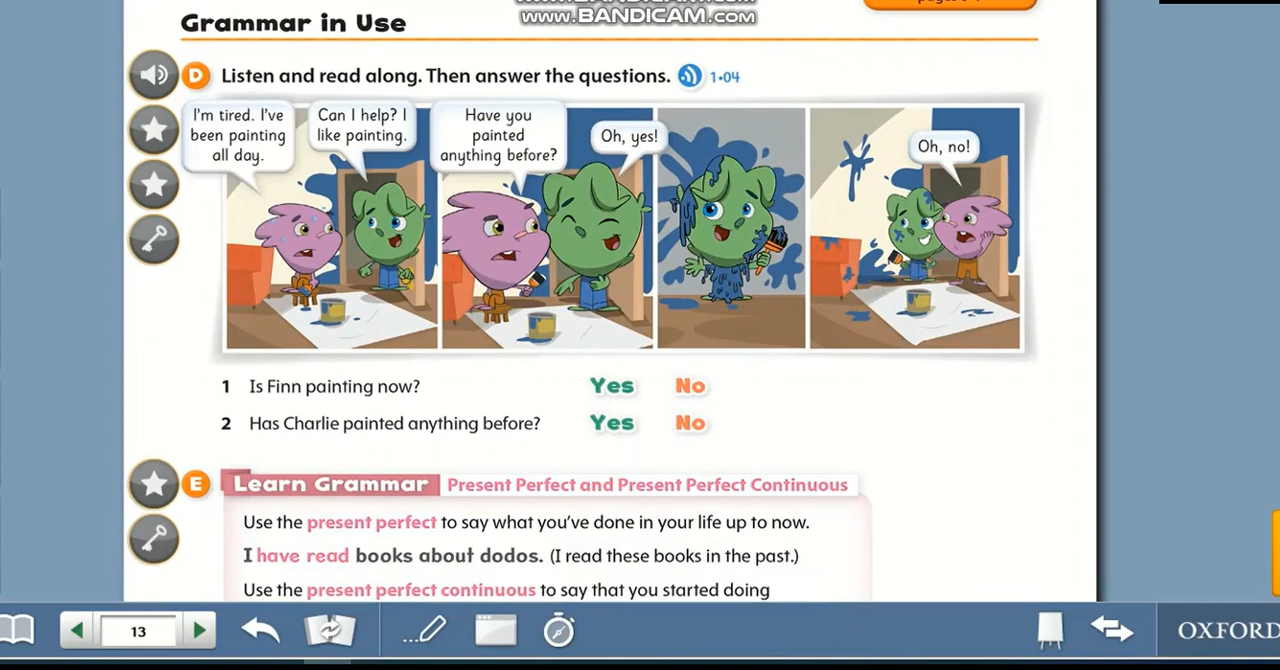 www.BANDICAM.com
Grammar in Use
D Listen and read along. Then answer the questions. 1•04
I'm tired. I've
been painting
all day.
Can I help? I
like painting.
Have you
painted
anything before?
Oh, yes!
Oh, no!
1 Is Finn painting now? Yes No
2 Has Charlie painted anything before? Yes No
E Learn Grammar Present Perfect and Present Perfect Continuous
Use the present perfect to say what you've done in your life up to now.
I have read books about dodos. (I read these books in the past.)
Use the present perfect continuous to say that you started doing
13
OXFORD